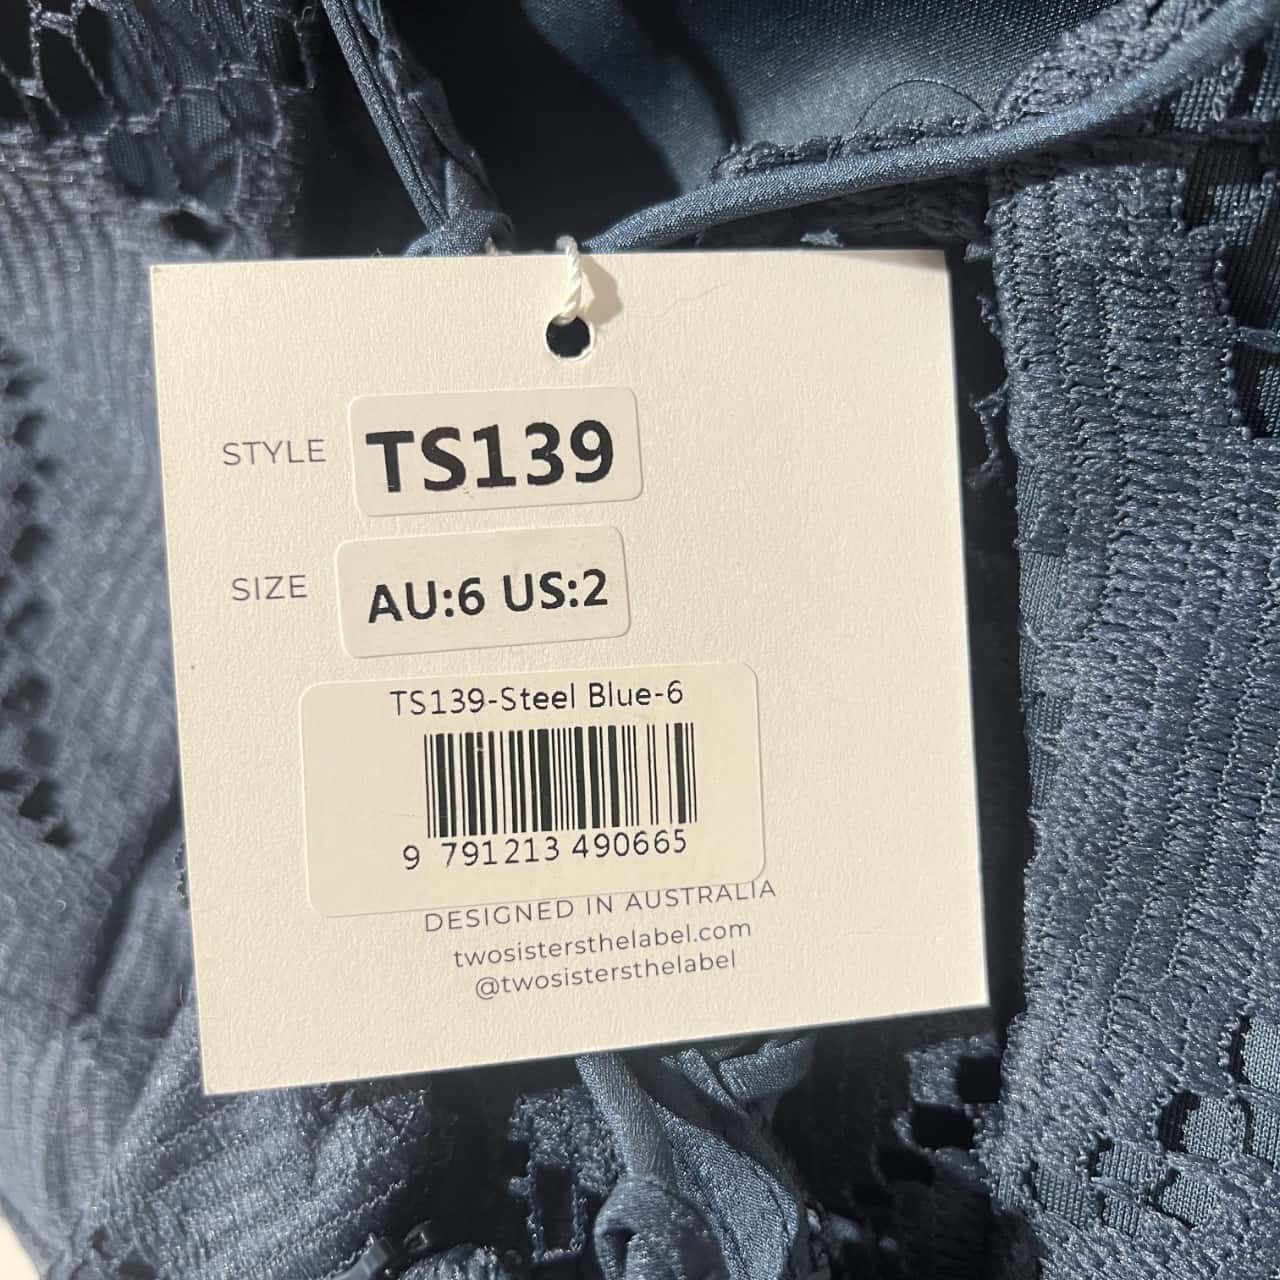 STYLE TS139
SIZE AU:6 US:2
TS139-Steel Blue-6
9 791213 490665
DESIGNED IN AUSTRALIA
twosistersthelabel.com
@twosistersthelabel